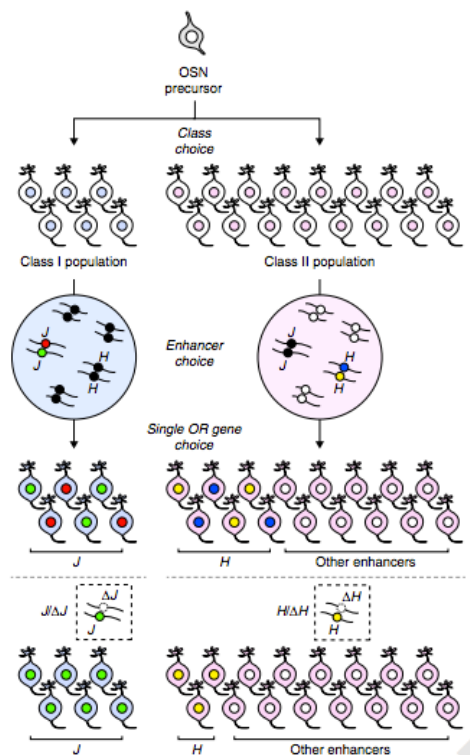 OSN
precursor
Class
choice
Class I population
Class II population
J
J
H
H
Enhancer
choice
J
J
H
H
Single OR gene
choice
J
H
Other enhancers
J/ΔJ
ΔJ
J
H/ΔH
ΔH
H
J
H
Other enhancers